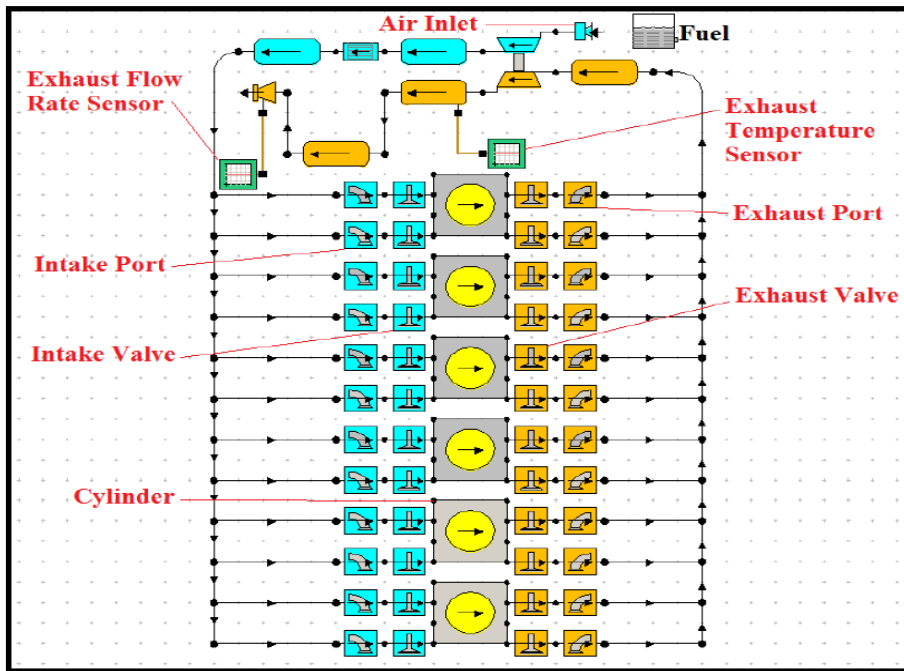 Air Inlet
Fuel
Exhaust Flow
Rate Sensor
Exhaust
Temperature
Sensor
Exhaust Port
Intake Port
Exhaust Valve
Intake Valve
Cylinder